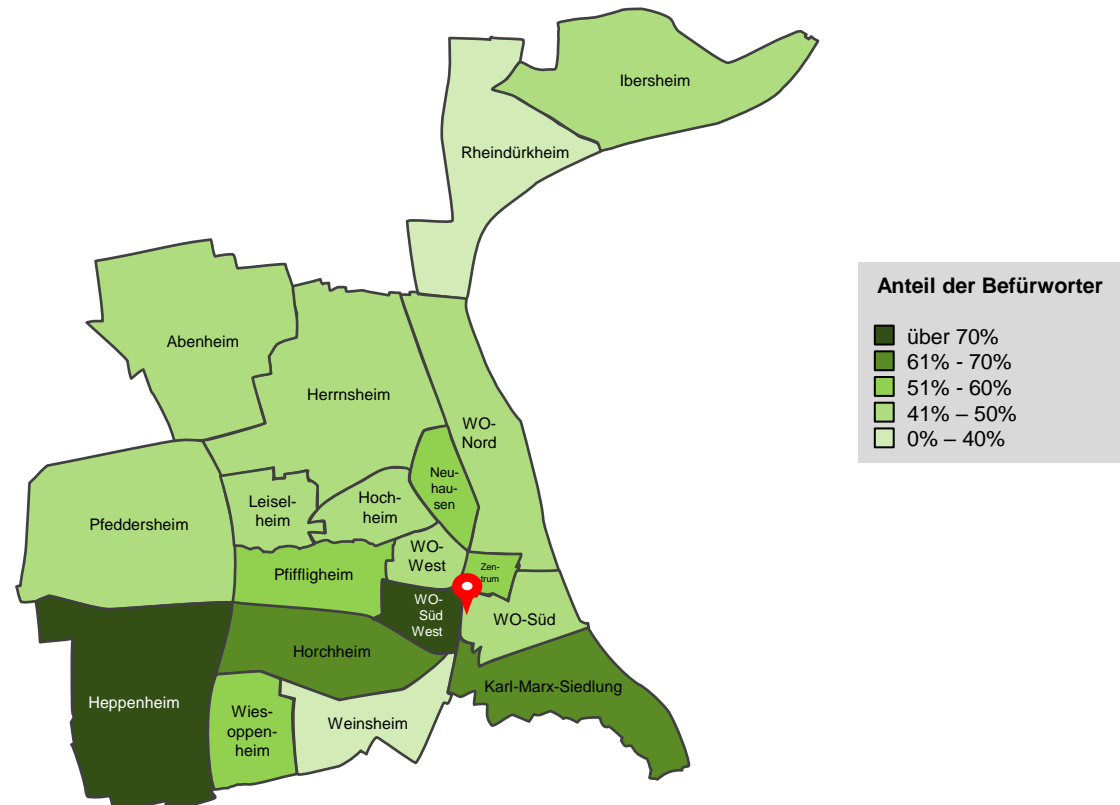 Ibersheim
Rheindürkheim
Anteil der Befürworter
über 70%
61% - 70%
51% - 60%
41% – 50%
0% – 40%
Abenheim
Herrnsheim
WO-
Nord
Neu-
hau-
sen
Leisel-
heim
Hoch-
heim
Pfeddersheim
WO-
West
Zen-
trum
Pfiffligheim
WO-
Süd
West
WO-Süd
Horchheim
Karl-Marx-Siedlung
Heppenheim
Wies-
oppen-
heim
Weinsheim